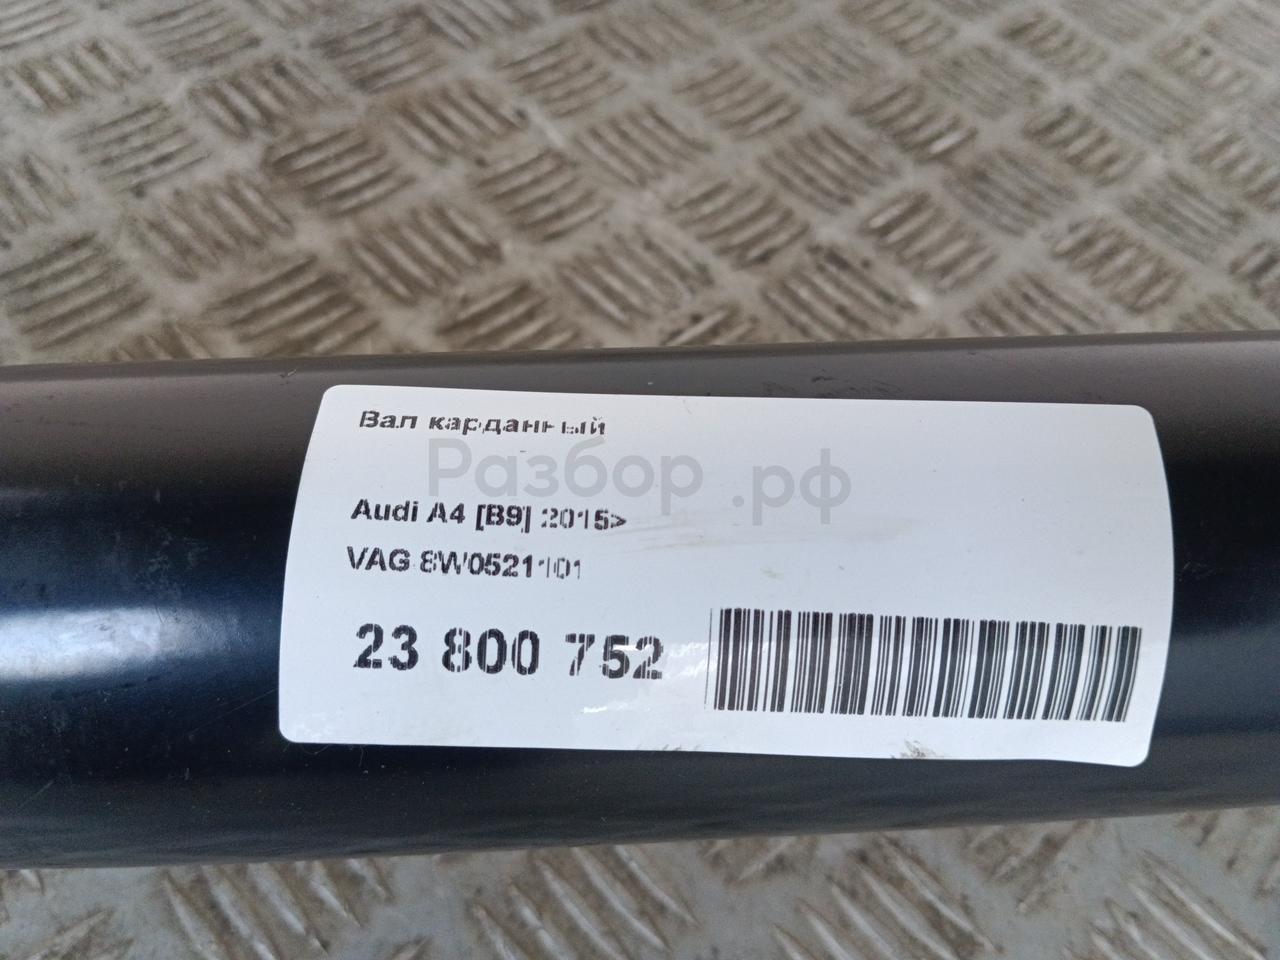 Вал карданный
Разбор.рф
Audi A4 [B9] 2015>
VAG 8W0521101
23 800 752